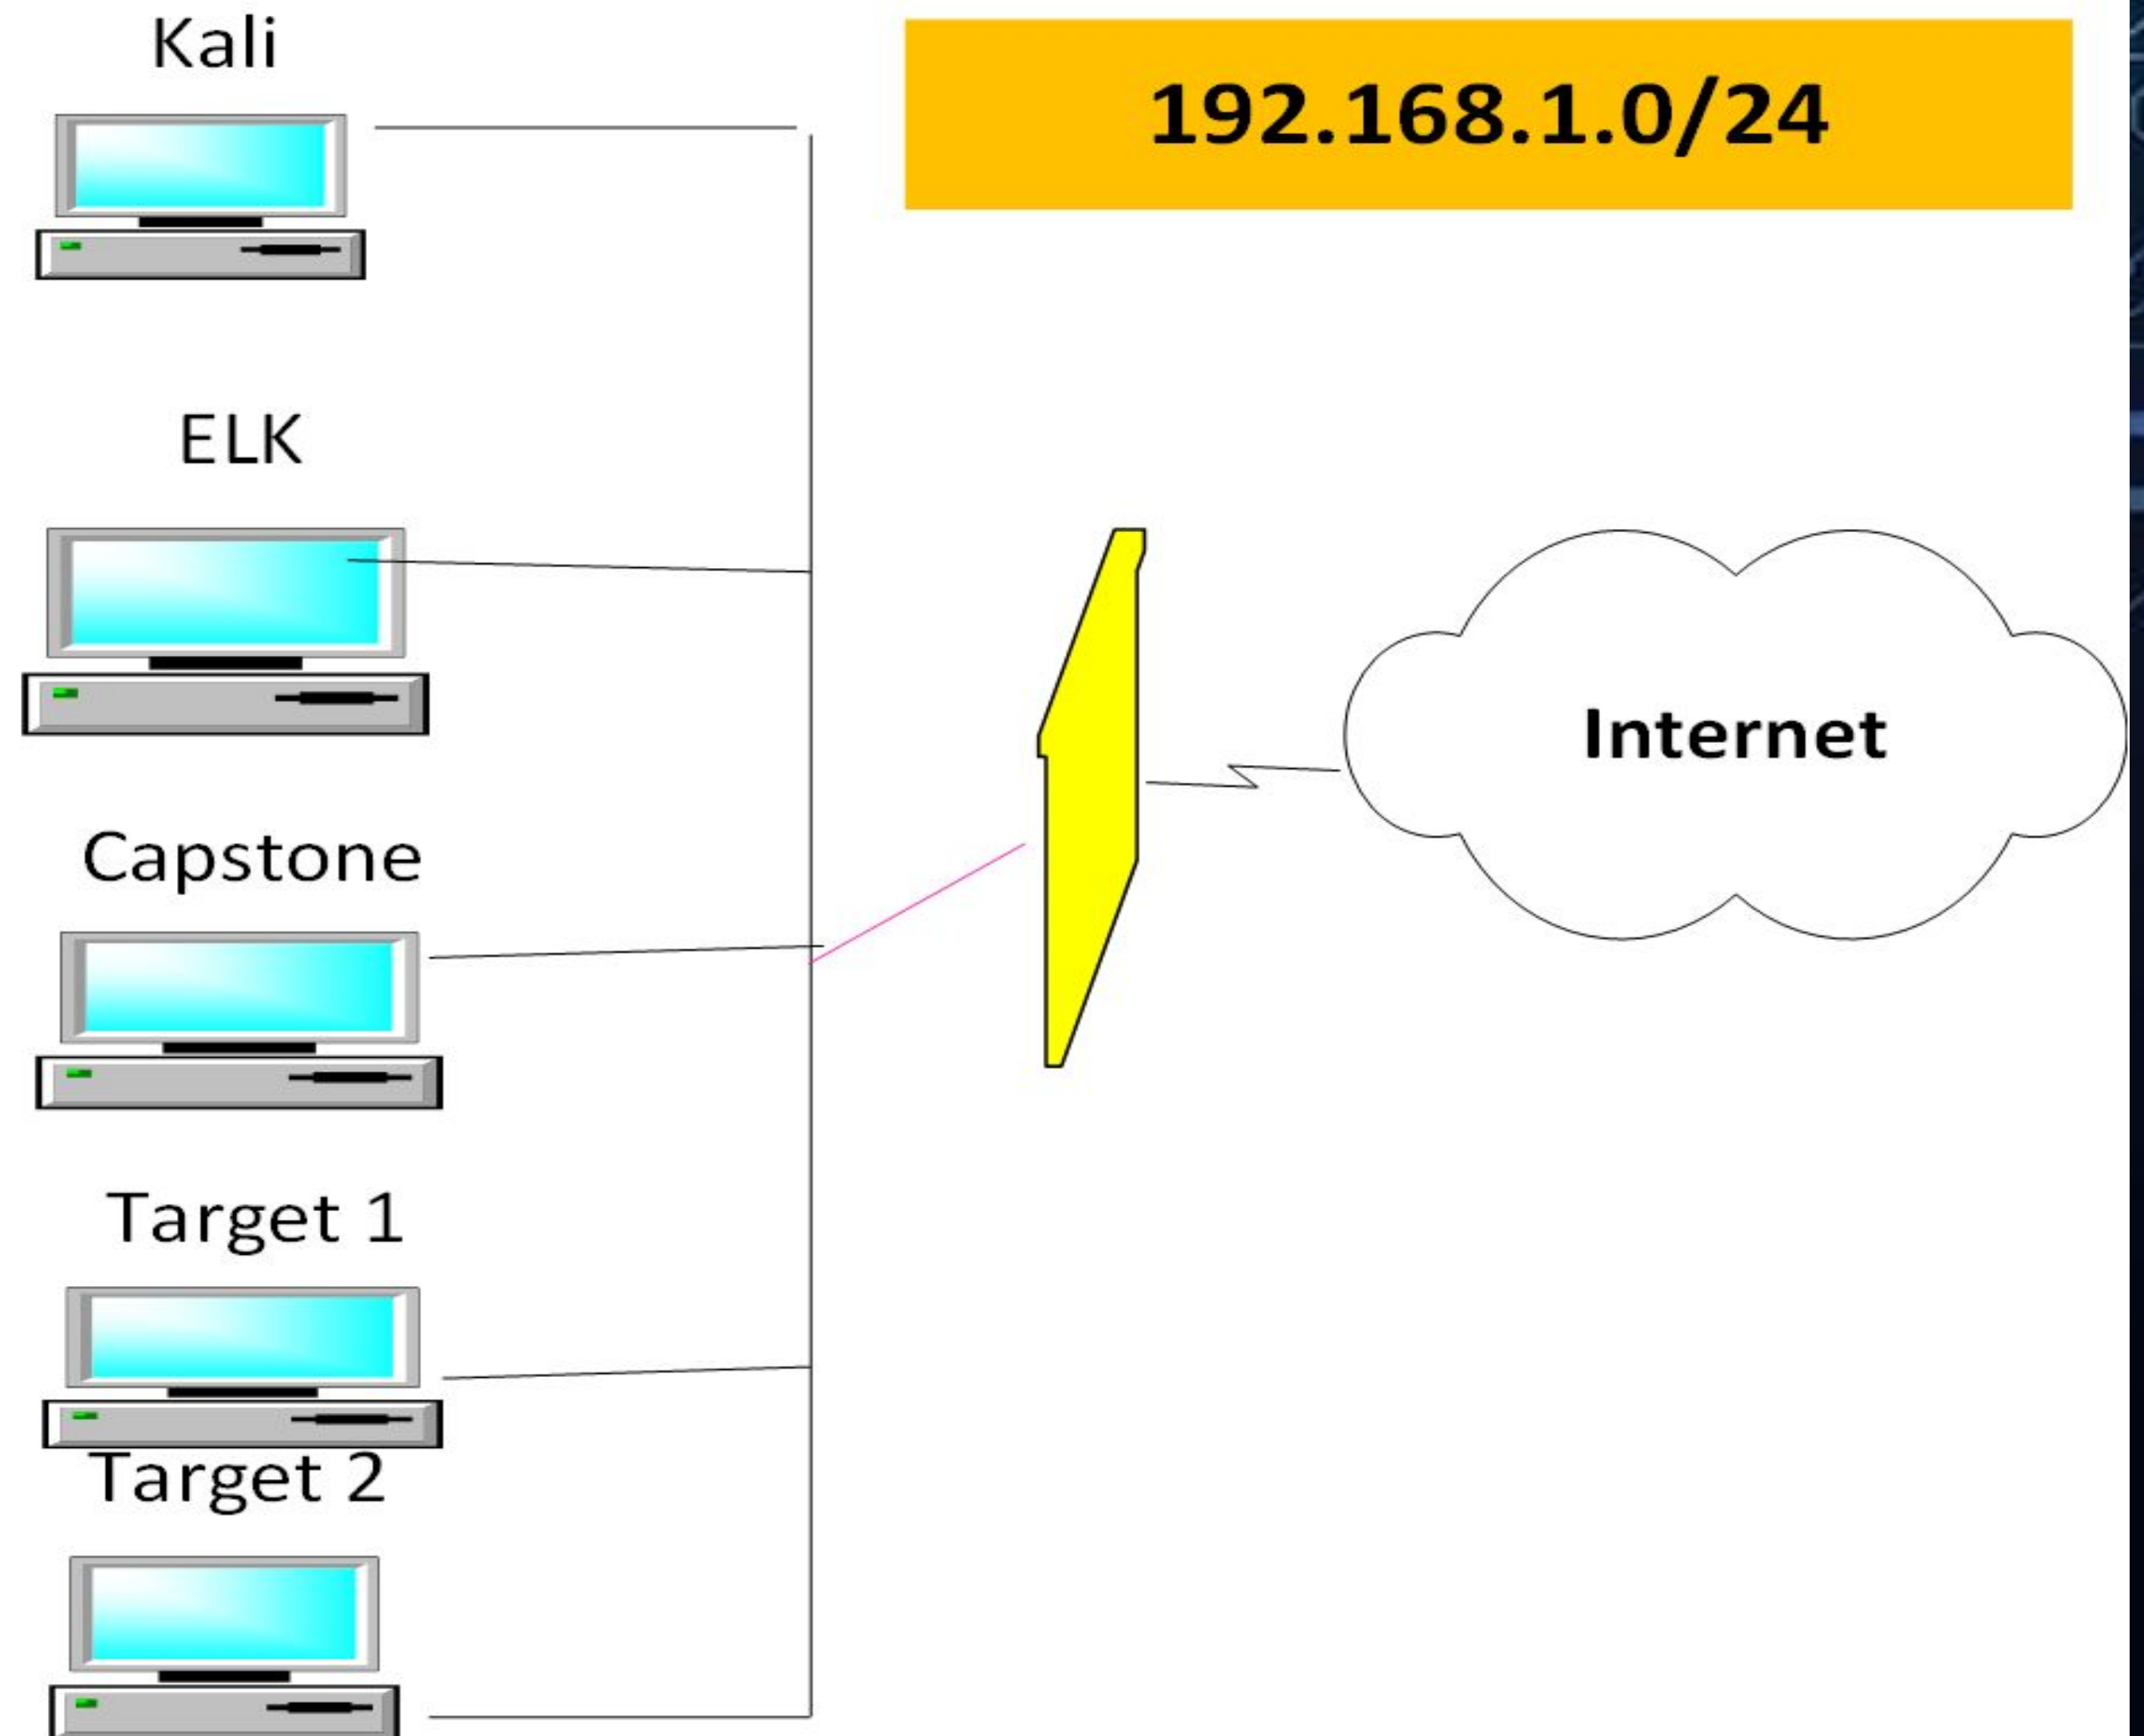 Kali
192.168.1.0/24
ELK
Internet
Capstone
Target 1
Target 2